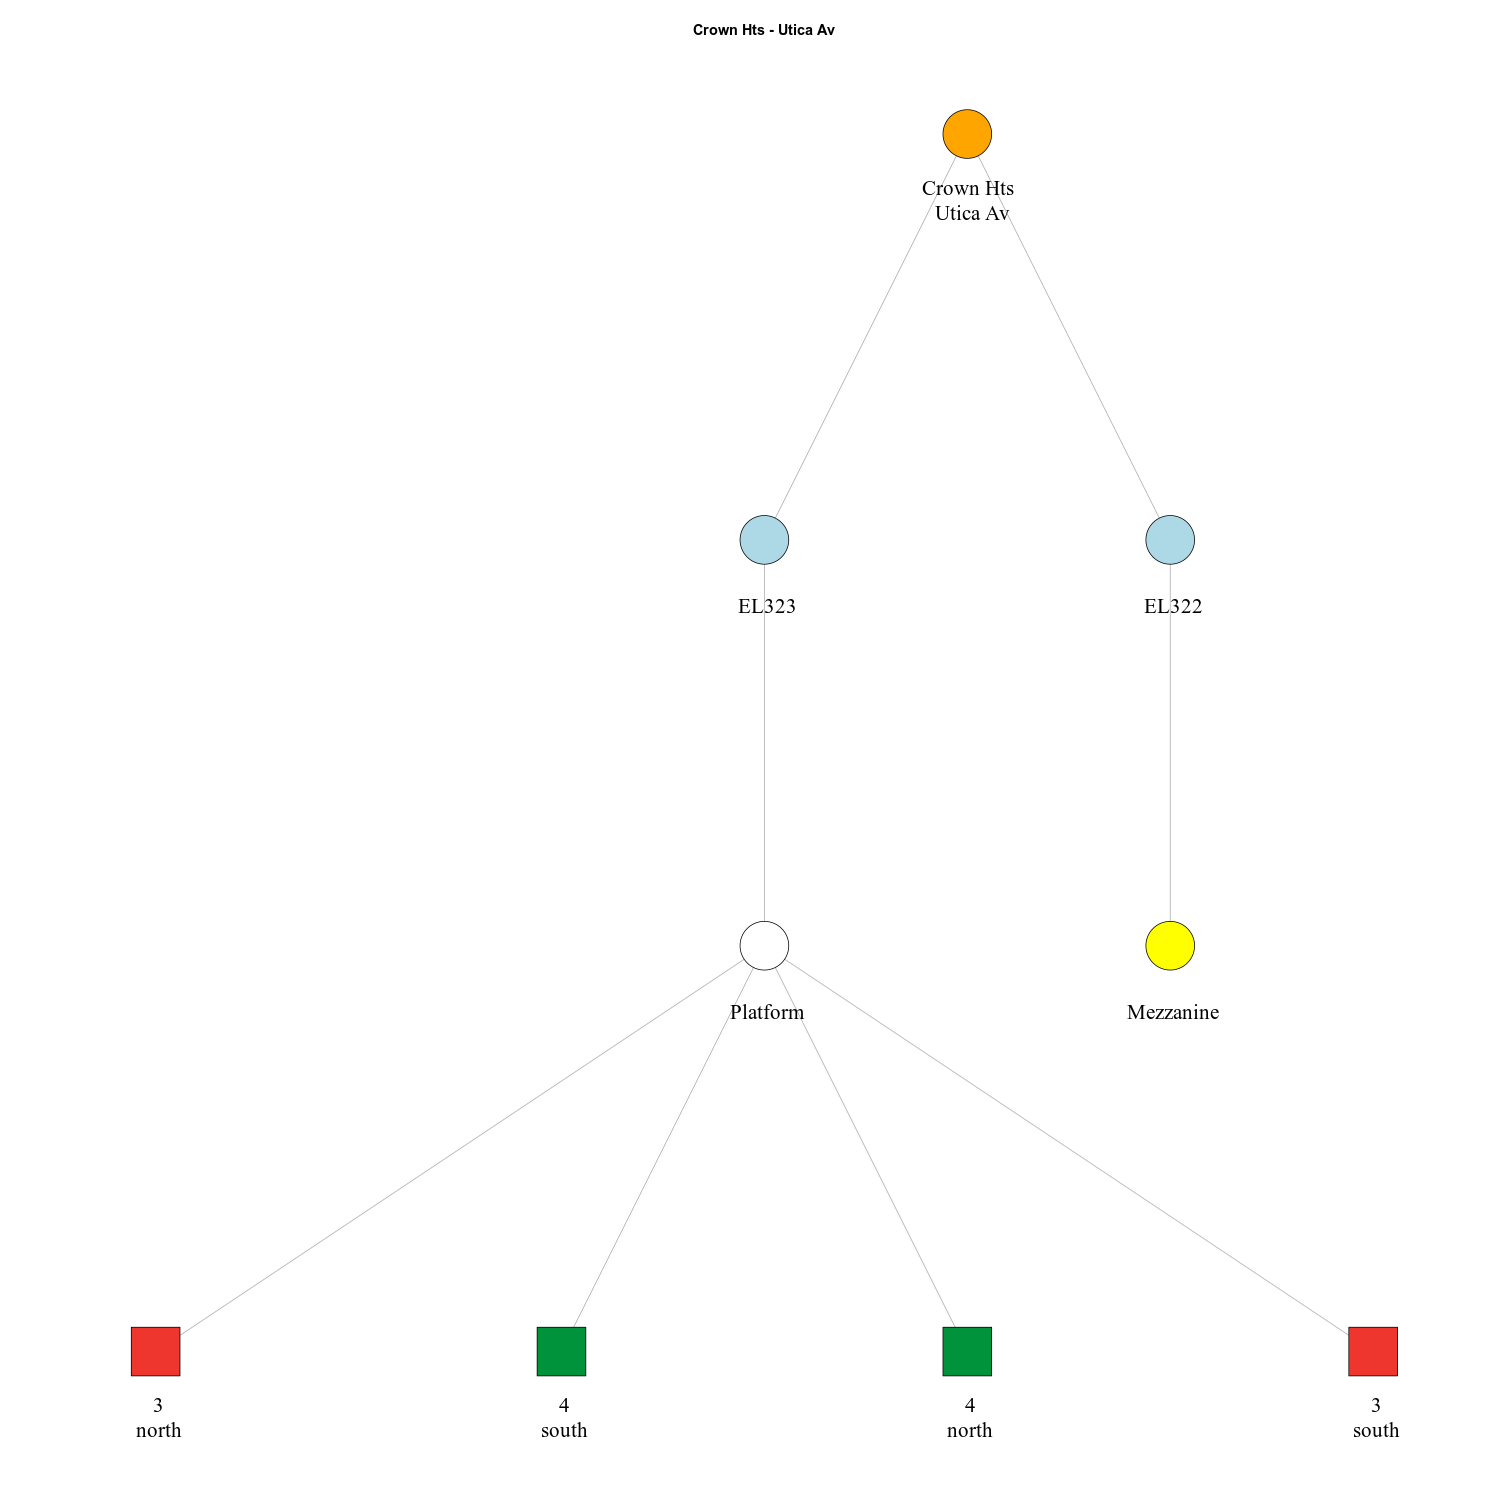 Crown Hts - Utica Av
Crown Hts
Utica Av
EL323
EL322
Platform
Mezzanine
3
north
4
south
4
north
3
south